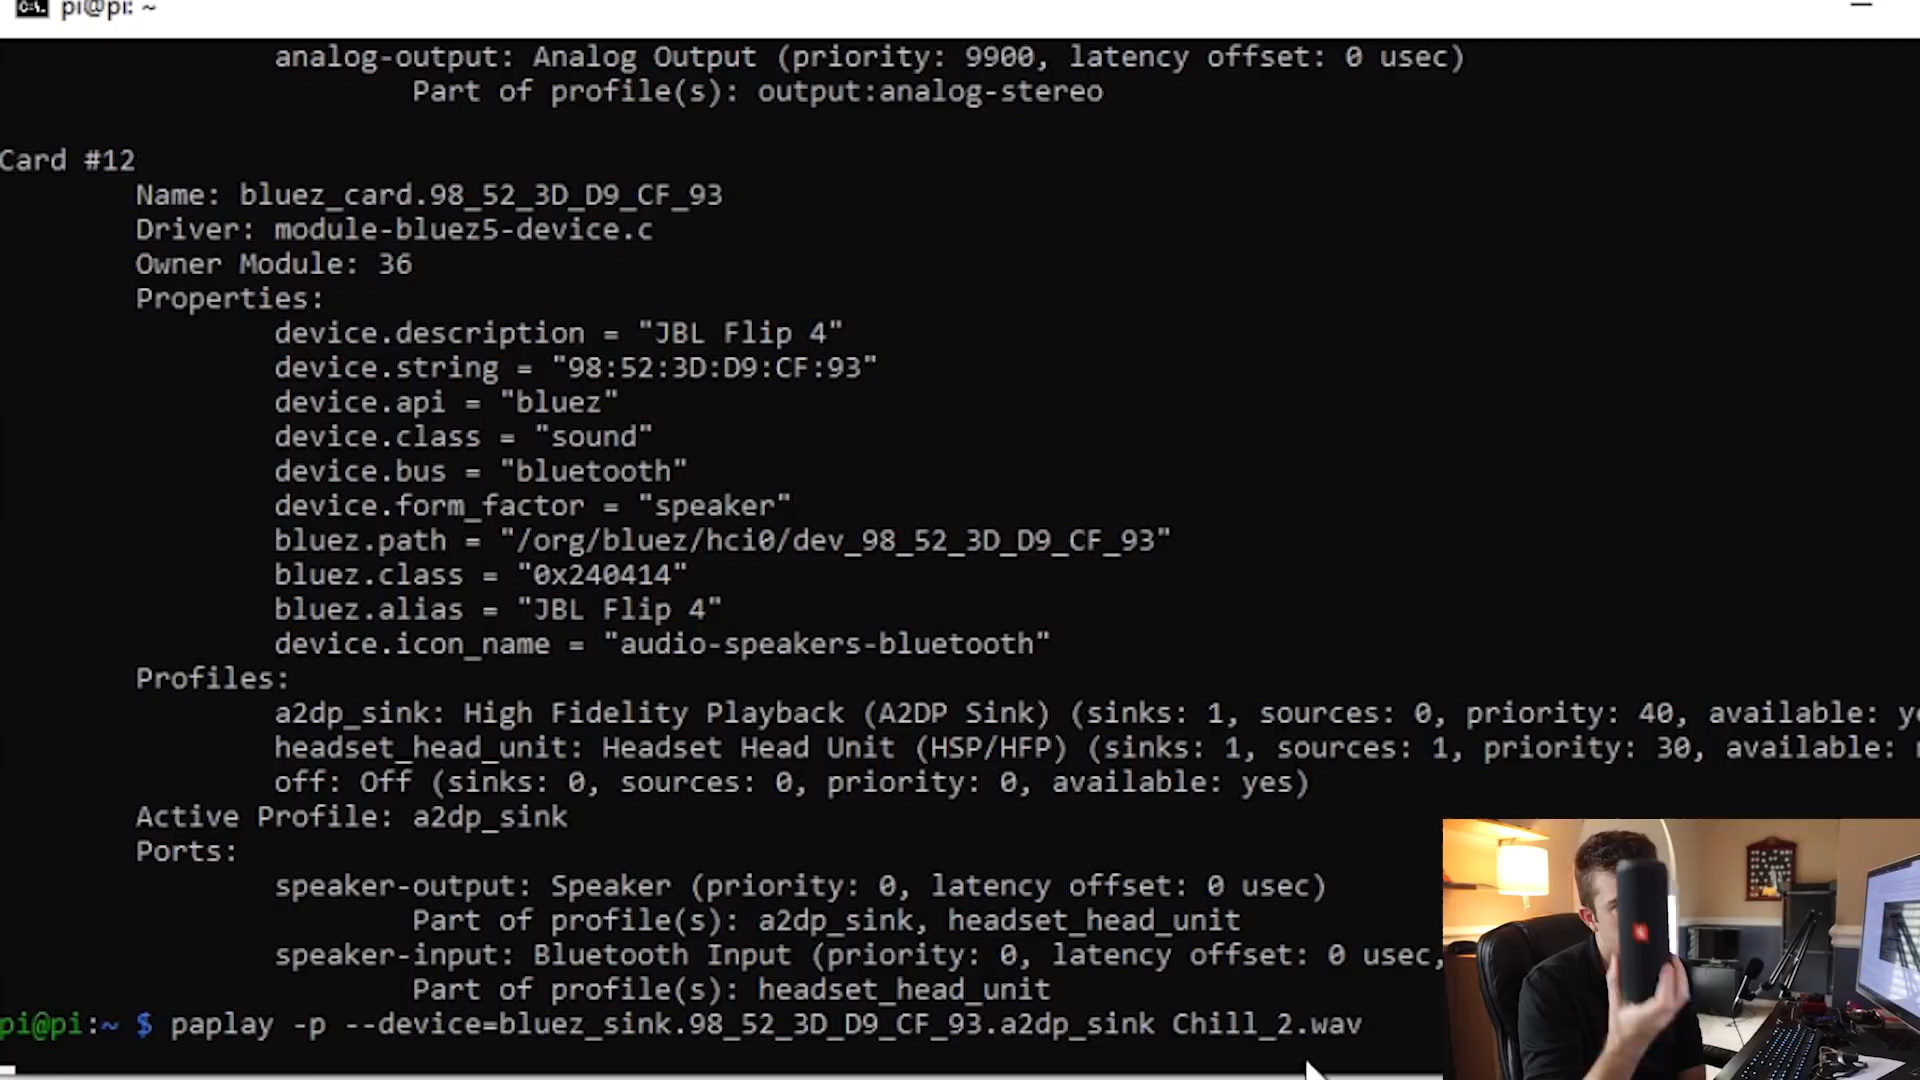 pi@pi: ~
analog-output: Analog Output (priority: 9900, latency offset: 0 usec)
Part of profile(s): output:analog-stereo
Card #12
Name: bluez_card.98_52_3D_D9_CF_93
Driver: module-bluez5-device.c
Owner Module: 36
Properties:
device.description = "JBL Flip 4"
device.string = "98:52:3D:D9:CF:93"
device.api = "bluez"
device.class = "sound"
device.bus = "bluetooth"
device.form_factor = "speaker"
bluez.path = "/org/bluez/hci0/dev_98_52_3D_D9_CF_93"
bluez.class = "0x240414"
bluez.alias = "JBL Flip 4"
device.icon_name = "audio-speakers-bluetooth"
Profiles:
a2dp_sink: High Fidelity Playback (A2DP Sink) (sinks: 1, sources: 0, priority: 40, available:
headset_head_unit: Headset Head Unit (HSP/HFP) (sinks: 1, sources: 1, priority: 30, available:
off: Off (sinks: 0, sources: 0, priority: 0, available: yes)
Active Profile: a2dp_sink
Ports:
speaker-output: Speaker (priority: 0, latency offset: 0 usec)
Part of profile(s): a2dp_sink, headset_head_unit
speaker-input: Bluetooth Input (priority: 0, latency offset: 0 usec,
Part of profile(s): headset_head_unit
pi@pi:~ $ paplay -p --device=bluez_sink.98_52_3D_D9_CF_93.a2dp_sink Chill_2.wav